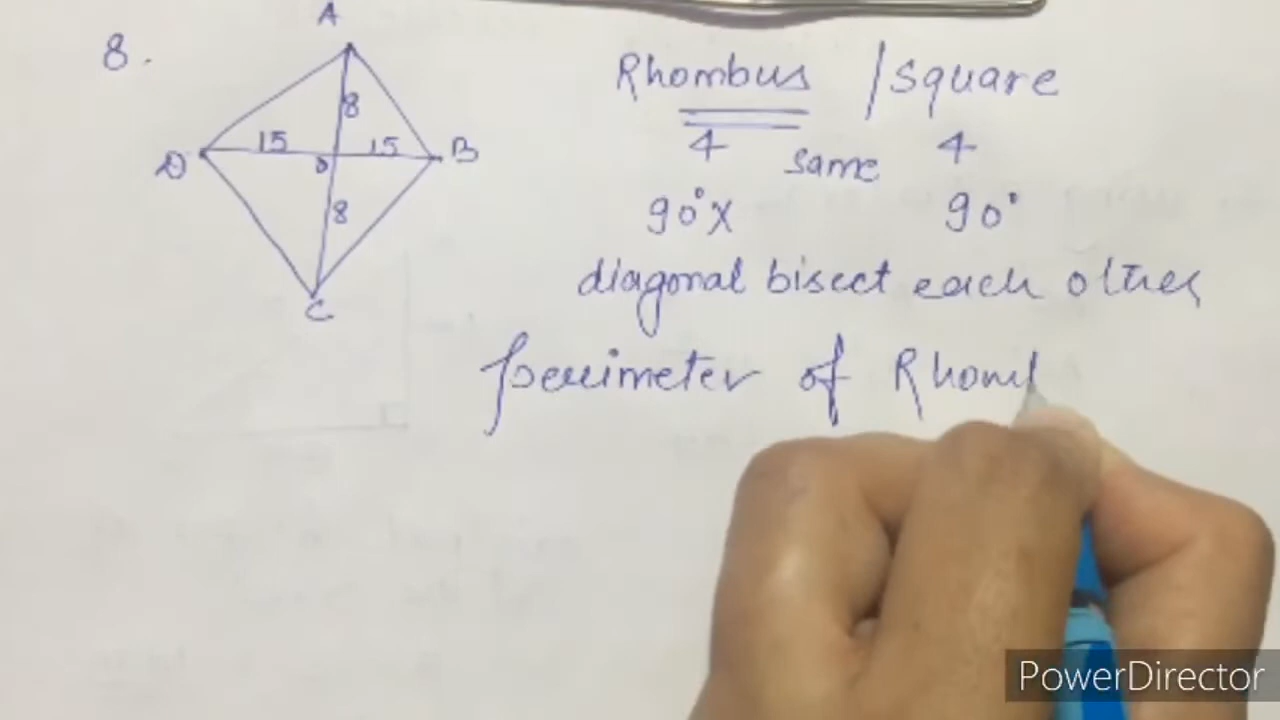 8.
A
8
15
15
D
O
B
8
C
Rhombus / Square
4 same 4
90°X 90°
diagonal bisect each other
perimeter of Rhomb
PowerDirector